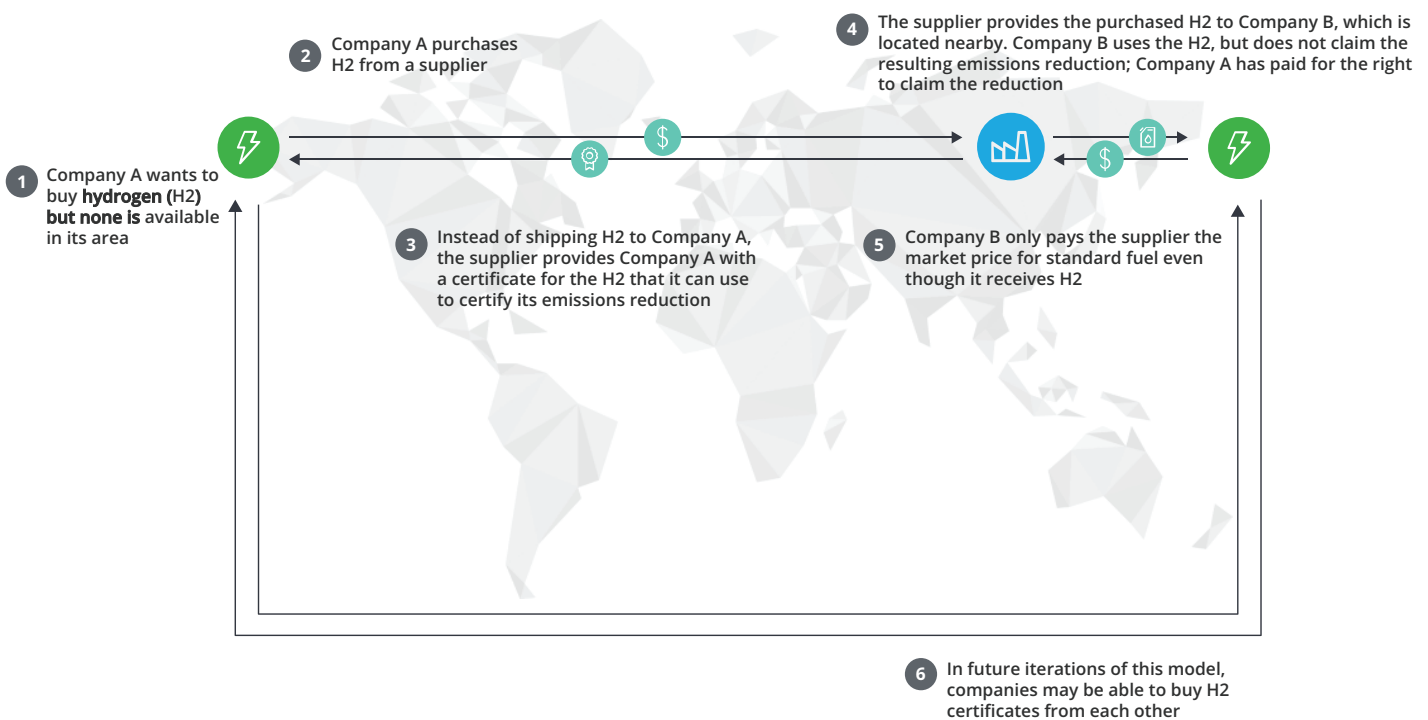 1
Company A wants to
buy hydrogen (H2)
but none is available
in its area
2
Company A purchases
H2 from a supplier
3
Instead of shipping H2 to Company A,
the supplier provides Company A with
a certificate for the H2 that it can use
to certify its emissions reduction
4
The supplier provides the purchased H2 to Company B, which is
located nearby. Company B uses the H2, but does not claim the
resulting emissions reduction; Company A has paid for the right
to claim the reduction
$
$
5
Company B only pays the supplier the
market price for standard fuel even
though it receives H2
6
In future iterations of this model,
companies may be able to buy H2
certificates from each other